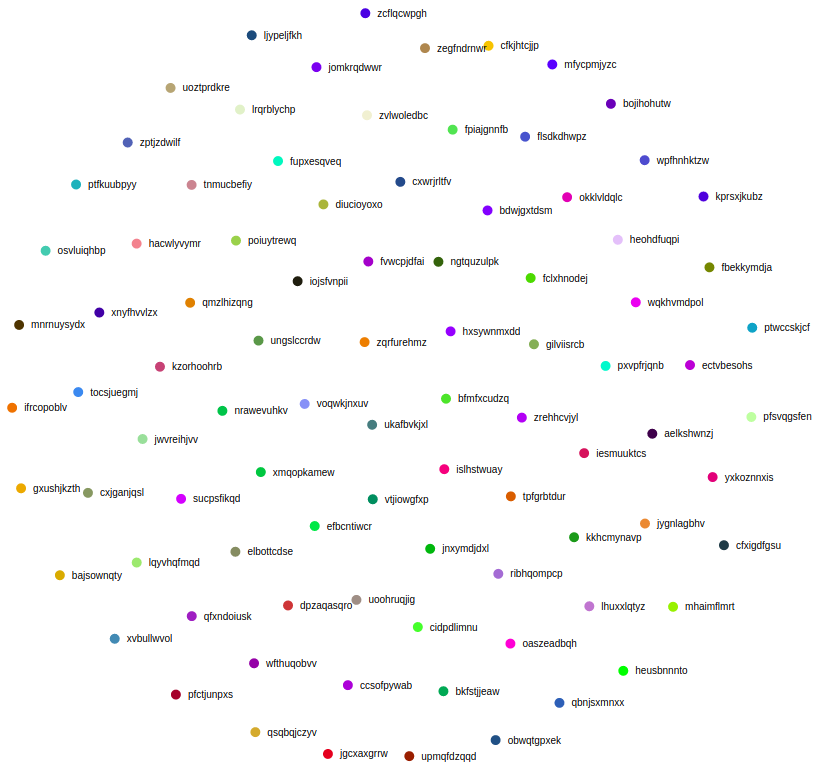 zcflqcwpgh
ljypeljfkh
zegfndrnwr
cfkjhtcjjp
jomkrqdwwr
mfycpmjyzc
uoztprdkre
bojihohutw
lrqrblychp
zvlwoledbc
fpiajgnnfb
flsdkdhwpz
zptjzdwilf
fupxesqveq
wpfhnhktzw
ptfkuubpyy
tnmucbefiy
cxwrjrltfv
okklvldqlc
kprsxjkubz
diucioyoxo
bdwjgxtdsm
osvluiqhbp
hacwlyvymr
poiuytrewq
heohdfuqpi
fvwcpjdfai
ngtquzulpk
fbekkymdja
iojsfvnpii
fclxhnodej
mnrnuysydx
xnyfhvvlzx
qmzlhizqng
wqkhvmdpol
ungslccrdw
zqrfurehmz
hxsywnmxdd
gilviisrcb
ptwccskjcf
kzorhoohrb
pxvpfrjqnb
ectvbesohs
ifrcopoblv
tocsjuegmj
nrawevuhkv
voqwkjnxuv
bfmfxcudzq
ukafbvkjxl
zrehhcvjyl
pfsvqgsfen
jwvreihjvv
aelkshwnzj
iesmuuktcs
xmqopkamew
islhstwuay
yxkoznnxis
gxushjkzth
cxjganjqsl
sucpsfikqd
vtjiowgfxp
tpfgrbtdur
efbcntiwcr
jygnlagbhv
kkhcmynavp
elbottcdse
jnxymdjdxl
cfxigdfgsu
lqyvhqfmqd
bajsownqty
ribhqompcp
dpzaqasqro
uoohruqjig
lhuxxlqtyz
mhaimflmrt
qfxndoiusk
cidpdlimnu
xvbullwvol
oaszeadbqh
wfthuqobvv
heusbnnnto
pfctjunpxs
ccsofpywab
bkfstjjeaw
qbnjsxmnxx
qsqbqjczyv
obwqtgpxek
jgcxaxgrrw
upmqfdzqqd